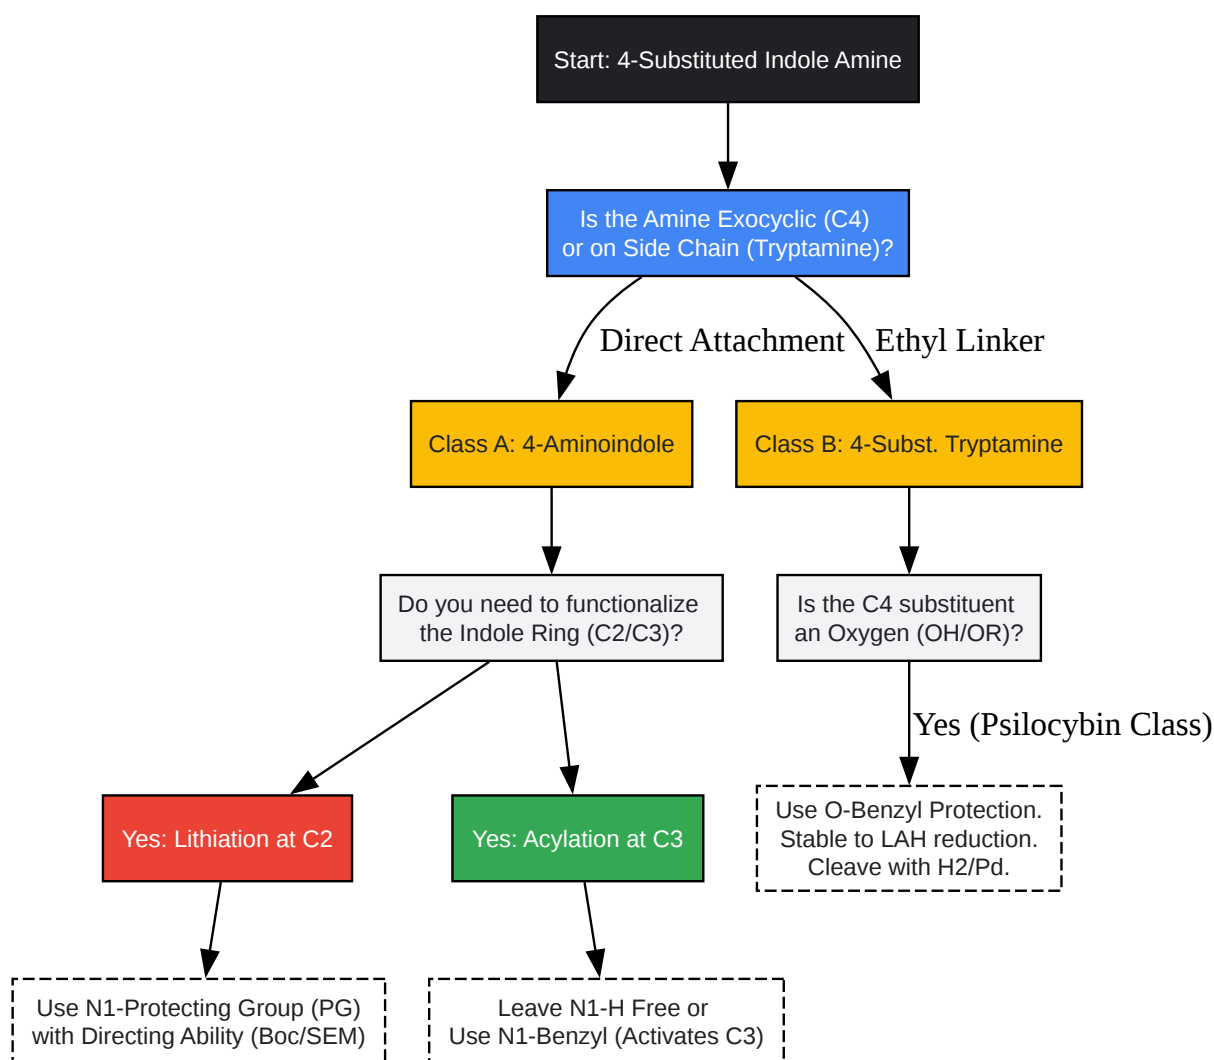 Start: 4-Substituted Indole Amine
Is the Amine Exocyclic (C4)
or on Side Chain (Tryptamine)?
Direct Attachment
Ethyl Linker
Class A: 4-Aminoindole
Class B: 4-Subst. Tryptamine
Do you need to functionalize
the Indole Ring (C2/C3)?
Is the C4 substituent
an Oxygen (OH/OR)?
Yes (Psilocybin Class)
Yes: Lithiation at C2
Yes: Acylation at C3
Use O-Benzyl Protection.
Stable to LAH reduction.
Cleave with H2/Pd.
Use N1-Protecting Group (PG)
with Directing Ability (Boc/SEM)
Leave N1-H Free or
Use N1-Benzyl (Activates C3)